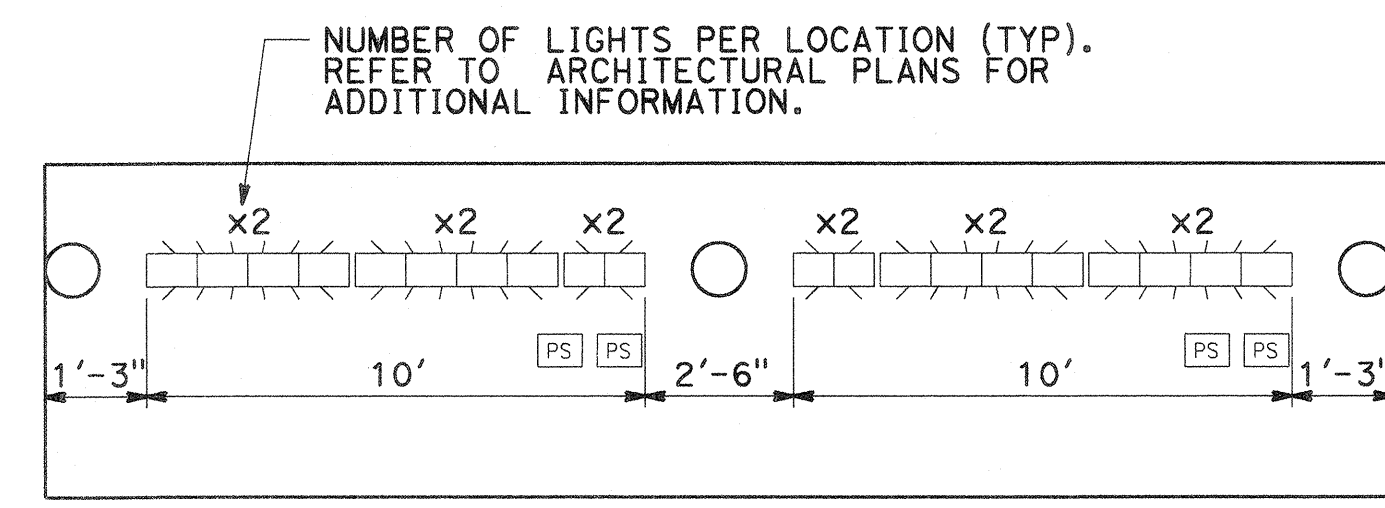 NUMBER OF LIGHTS PER LOCATION (TYP).
REFER TO ARCHITECTURAL PLANS FOR
ADDITIONAL INFORMATION.
x2 x2 x2 x2 x2 x2
PS PS PS PS
1'-3" 10' 2'-6" 10' 1'-3"